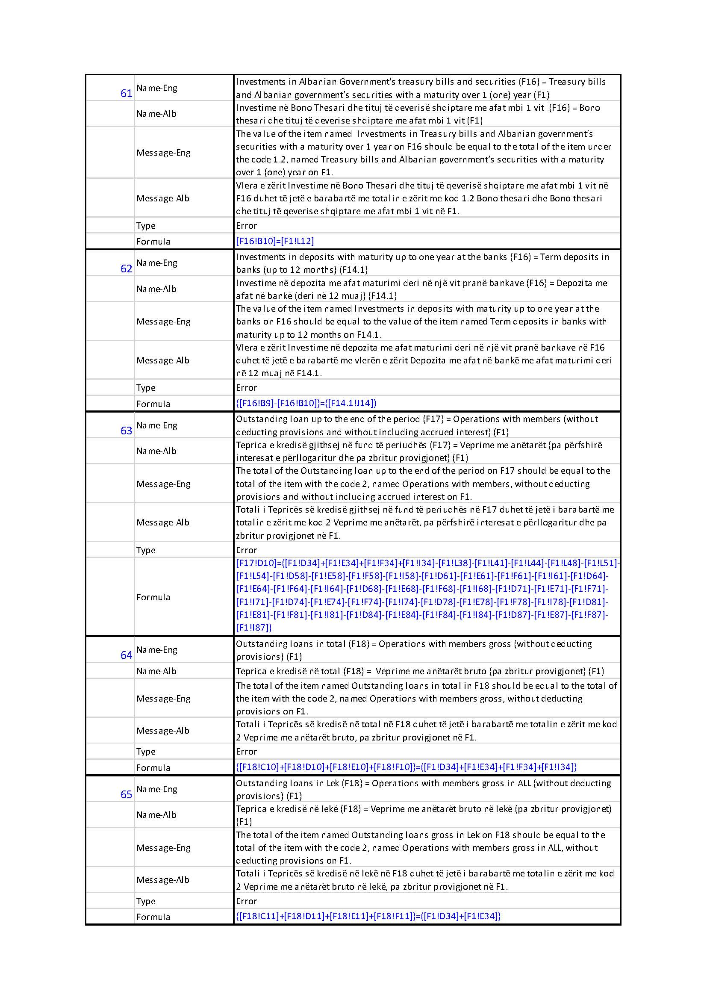 61 Name-Eng
Investments in Albanian Government's treasury bills and securities (F16) = Treasury bills
and Albanian government’s securities with a maturity over 1 (one) year (F1)
Name-Alb
Investime në Bono Thesari dhe tituj të qeverisë shqiptare me afat mbi 1 vit  (F16) = Bono
thesari dhe tituj të qeverise shqiptare me afat mbi 1 vit (F1)
Message-Eng
The value of the item named  Investments in Treasury bills and Albanian government’s
securities with a maturity over 1 year on F16 should be equal to the total of the item under
the code 1.2, named Treasury bills and Albanian government’s securities with a maturity
over 1 (one) year on F1.
Message-Alb
Vlera e zërit Investime në Bono Thesari dhe tituj të qeverisë shqiptare me afat mbi 1 vit në
F16 duhet të jetë e barabartë me totalin e zërit me kod 1.2 Bono thesari dhe Bono thesari
dhe tituj të qeverise shqiptare me afat mbi 1 vit në F1.
Type Error
Formula [F16!B10]=[F1!L12]
62 Name-Eng
Investments in deposits with maturity up to one year at the banks (F16) = Term deposits in
banks (up to 12 months) (F14.1)
Name-Alb
Investime në depozita me afat maturimi deri në një vit pranë bankave (F16) = Depozita me
afat në bankë (deri në 12 muaj) (F14.1)
Message-Eng
The value of the item named Investments in deposits with maturity up to one year at the
banks on F16 should be equal to the value of the item named Term deposits in banks with
maturity up to 12 months on F14.1.
Message-Alb
Vlera e zërit Investime në depozita me afat maturimi deri në një vit pranë bankave në F16
duhet të jetë e barabartë me vlerën e zërit Depozita me afat në bankë me afat maturimi deri
në 12 muaj në F14.1.
Type Error
Formula ([F16!B9]-[F16!B10])=([F14.1!J14])
63 Name-Eng
Outstanding loan up to the end of the period (F17) = Operations with members (without
deducting provisions and without including accrued interest) (F1)
Name-Alb
Teprica e kredisë gjithsej në fund të periudhës (F17) = Veprime me anëtarët (pa përfshirë
interesat e përllogaritur dhe pa zbritur provigjonet) (F1)
Message-Eng
The total of the Outstanding loan up to the end of the period on F17 should be equal to the
total of the item with the code 2, named Operations with members, without deducting
provisions and without including accrued interest on F1.
Message-Alb
Totali i Tepricës së kredisë gjithsej në fund të periudhës në F17 duhet të jetë i barabartë me
totalin e zërit me kod 2 Veprime me anëtarët, pa përfshirë interesat e përllogaritur dhe pa
zbritur provigjonet në F1.
Type Error
Formula
[F17!D10]=([F1!D34]+[F1!E34]+[F1!F34]+[F1!I34]-[F1!L38]-[F1!L41]-[F1!L44]-[F1!L48]-[F1!L51]-
[F1!L54]-[F1!D58]-[F1!E58]-[F1!F58]-[F1!I58]-[F1!D61]-[F1!E61]-[F1!F61]-[F1!I61]-[F1!D64]-
[F1!E64]-[F1!F64]-[F1!I64]-[F1!D68]-[F1!E68]-[F1!F68]-[F1!I68]-[F1!D71]-[F1!E71]-[F1!F71]-
[F1!I71]-[F1!D74]-[F1!E74]-[F1!F74]-[F1!I74]-[F1!D78]-[F1!E78]-[F1!F78]-[F1!I78]-[F1!D81]-
[F1!E81]-[F1!F81]-[F1!I81]-[F1!D84]-[F1!E84]-[F1!F84]-[F1!I84]-[F1!D87]-[F1!E87]-[F1!F87]-
[F1!I87])
64 Name-Eng
Outstanding loans in total (F18) = Operations with members gross (without deducting
provisions) (F1)
Name-Alb Teprica e kredisë në total (F18) =  Veprime me anëtarët bruto (pa zbritur provigjonet) (F1)
Message-Eng
The total of the item named Outstanding loans in total in F18 should be equal to the total of
the item with the code 2, named Operations with members gross, without deducting
provisions on F1.
Message-Alb
Totali i Tepricës së kredisë në total në F18 duhet të jetë i barabartë me totalin e zërit me kod
2 Veprime me anëtarët bruto, pa zbritur provigjonet në F1.
Type Error
Formula ([F18!C10]+[F18!D10]+[F18!E10]+[F18!F10])=([F1!D34]+[F1!E34]+[F1!F34]+[F1!I34])
65 Name-Eng
Outstanding loans in Lek (F18) = Operations with members gross in ALL (without deducting
provisions) (F1)
Name-Alb
Teprica e kredisë në lekë (F18) = Veprime me anëtarët bruto në lekë (pa zbritur provigjonet)
(F1)
Message-Eng
The total of the item named Outstanding loans gross in Lek on F18 should be equal to the
total of the item with the code 2, named Operations with members gross in ALL, without
deducting provisions on F1.
Message-Alb
Totali i Tepricës së kredisë në lekë në F18 duhet të jetë i barabartë me totalin e zërit me kod
2 Veprime me anëtarët bruto në lekë, pa zbritur provigjonet në F1.
Type Error
Formula ([F18!C11]+[F18!D11]+[F18!E11]+[F18!F11])=([F1!D34]+[F1!E34])